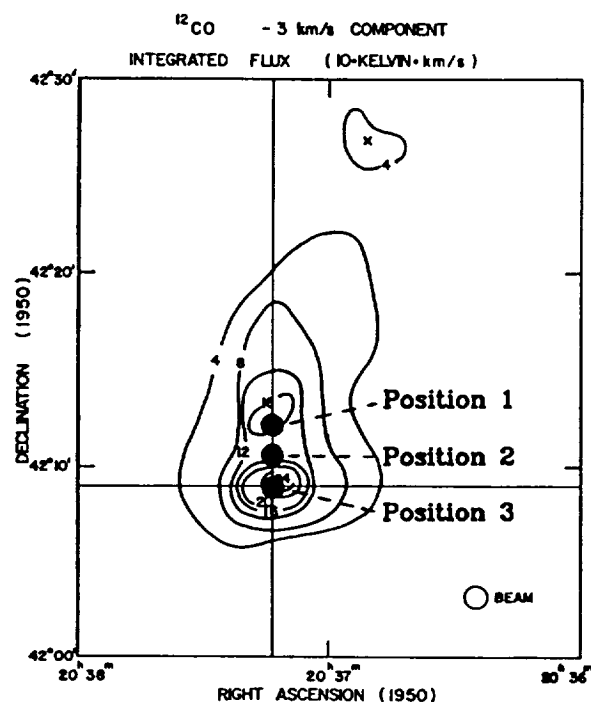 ¹²CO - 3 km/s COMPONENT
INTEGRATED FLUX (10•KELVIN•km/s)
42°30'
4
42°20'
4
8
Position 1
12
Position 2
42°10'
Position 3
BEAM
42°00'
20ʰ38ᵐ
20ʰ37ᵐ
20ʰ36ᵐ
RIGHT ASCENSION (1950)
DECLINATION (1950)